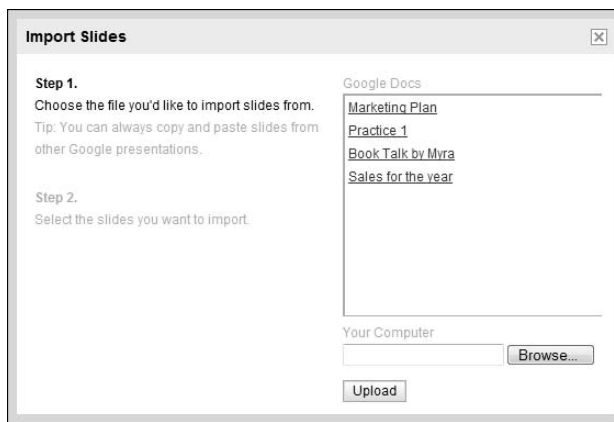 Import Slides
Step 1.
Choose the file you'd like to import slides from.
Tip: You can always copy and paste slides from
other Google presentations.
Step 2.
Select the slides you want to import.
Google Docs
Marketing Plan
Practice 1
Book Talk by Myra
Sales for the year
Your Computer
Browse...
Upload